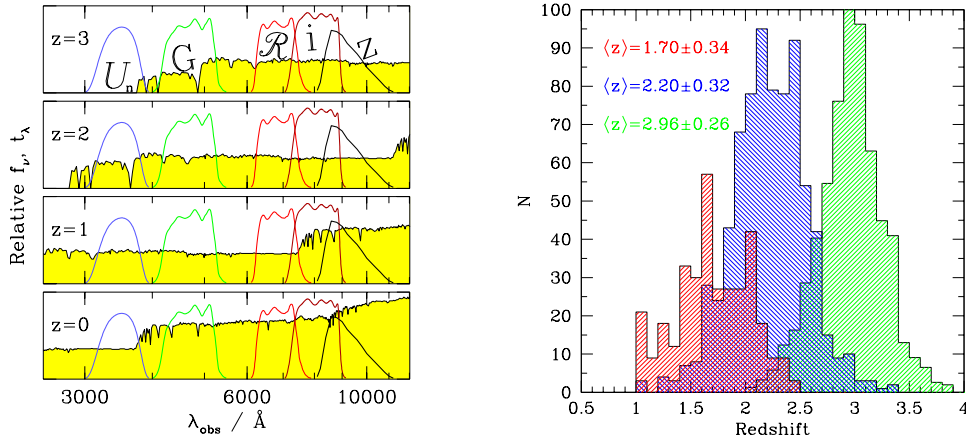 z=3
U_n
G
ℛ
i
Z
z=2
z=1
z=0
Relative f_ν, t_λ
3000
6000
10000
λ_obs / Å
100
90
80
70
60
50
40
30
20
10
0
N
⟨z⟩=1.70±0.34
⟨z⟩=2.20±0.32
⟨z⟩=2.96±0.26
0.5
1
1.5
2
2.5
3
3.5
4
Redshift